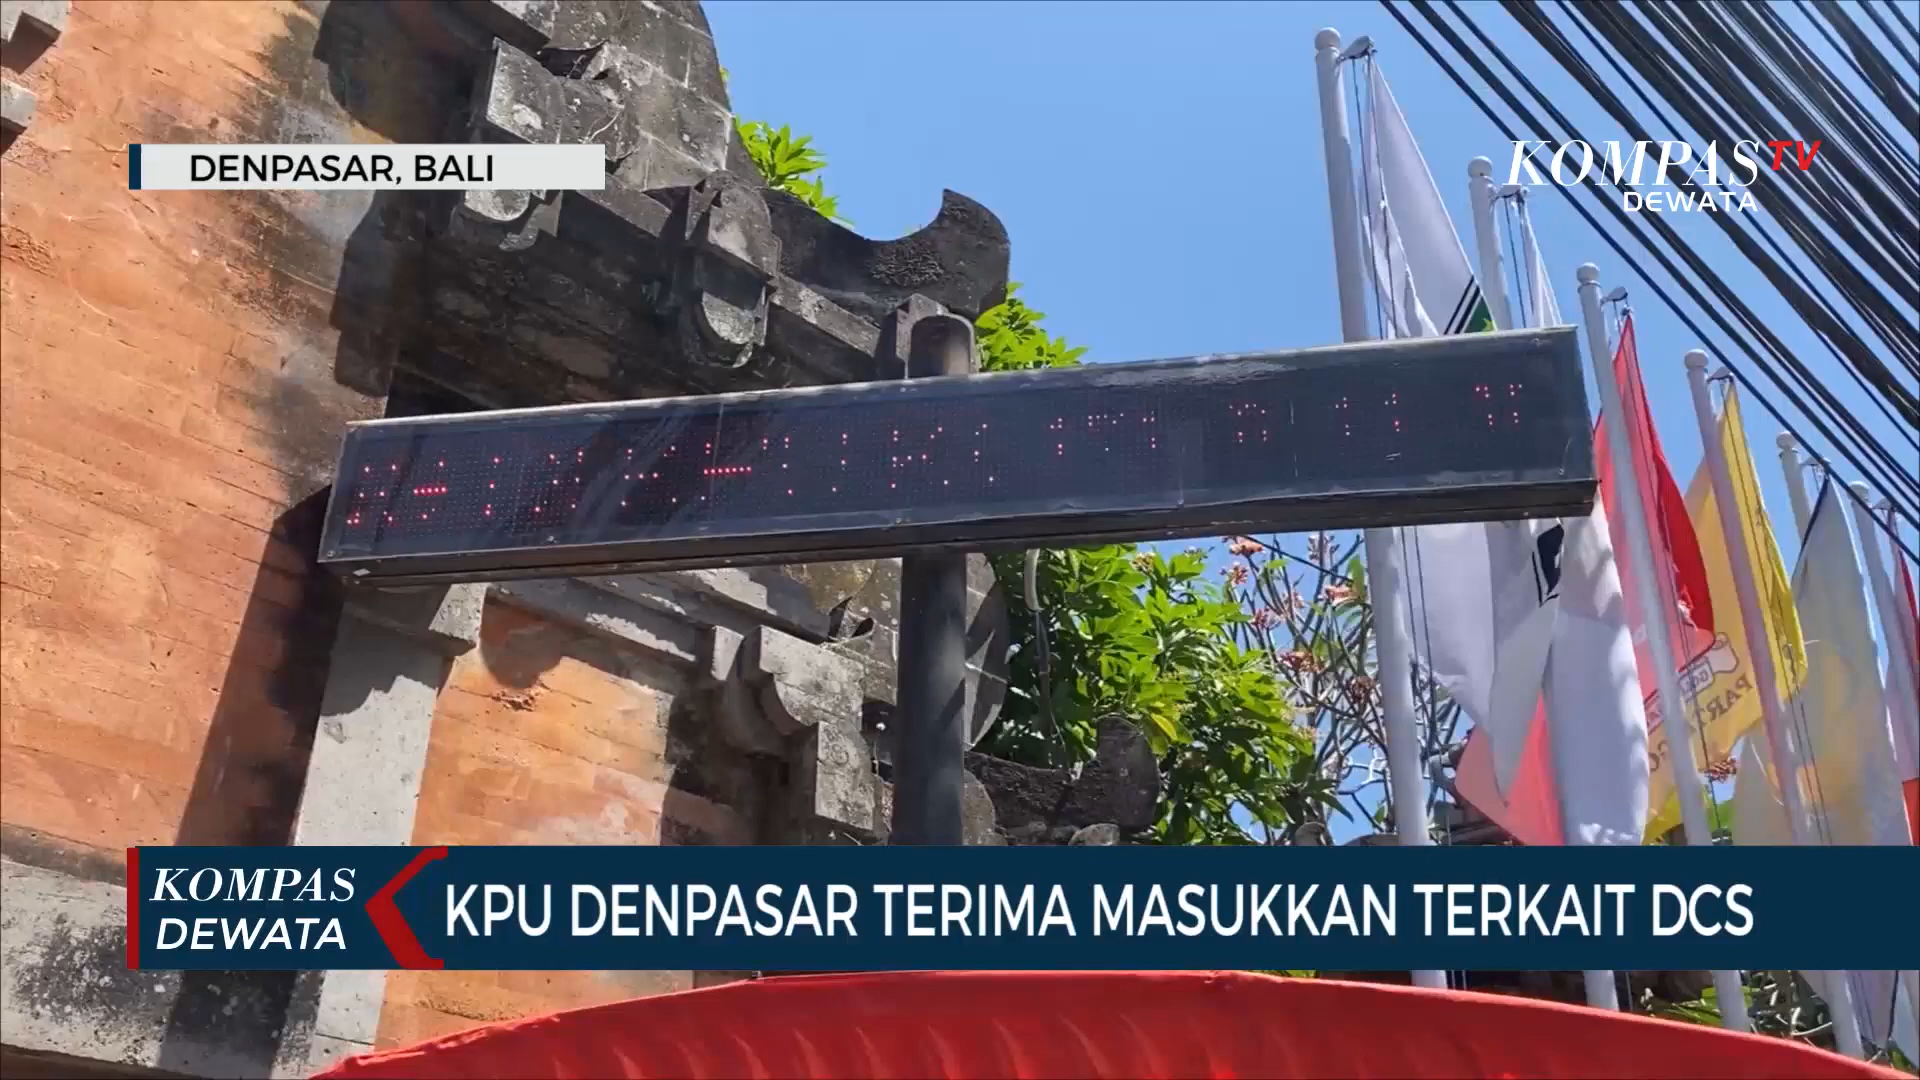 DENPASAR, BALI
KOMPAS TV
DEWATA
KOMPAS
DEWATA
KPU DENPASAR TERIMA MASUKKAN TERKAIT DCS